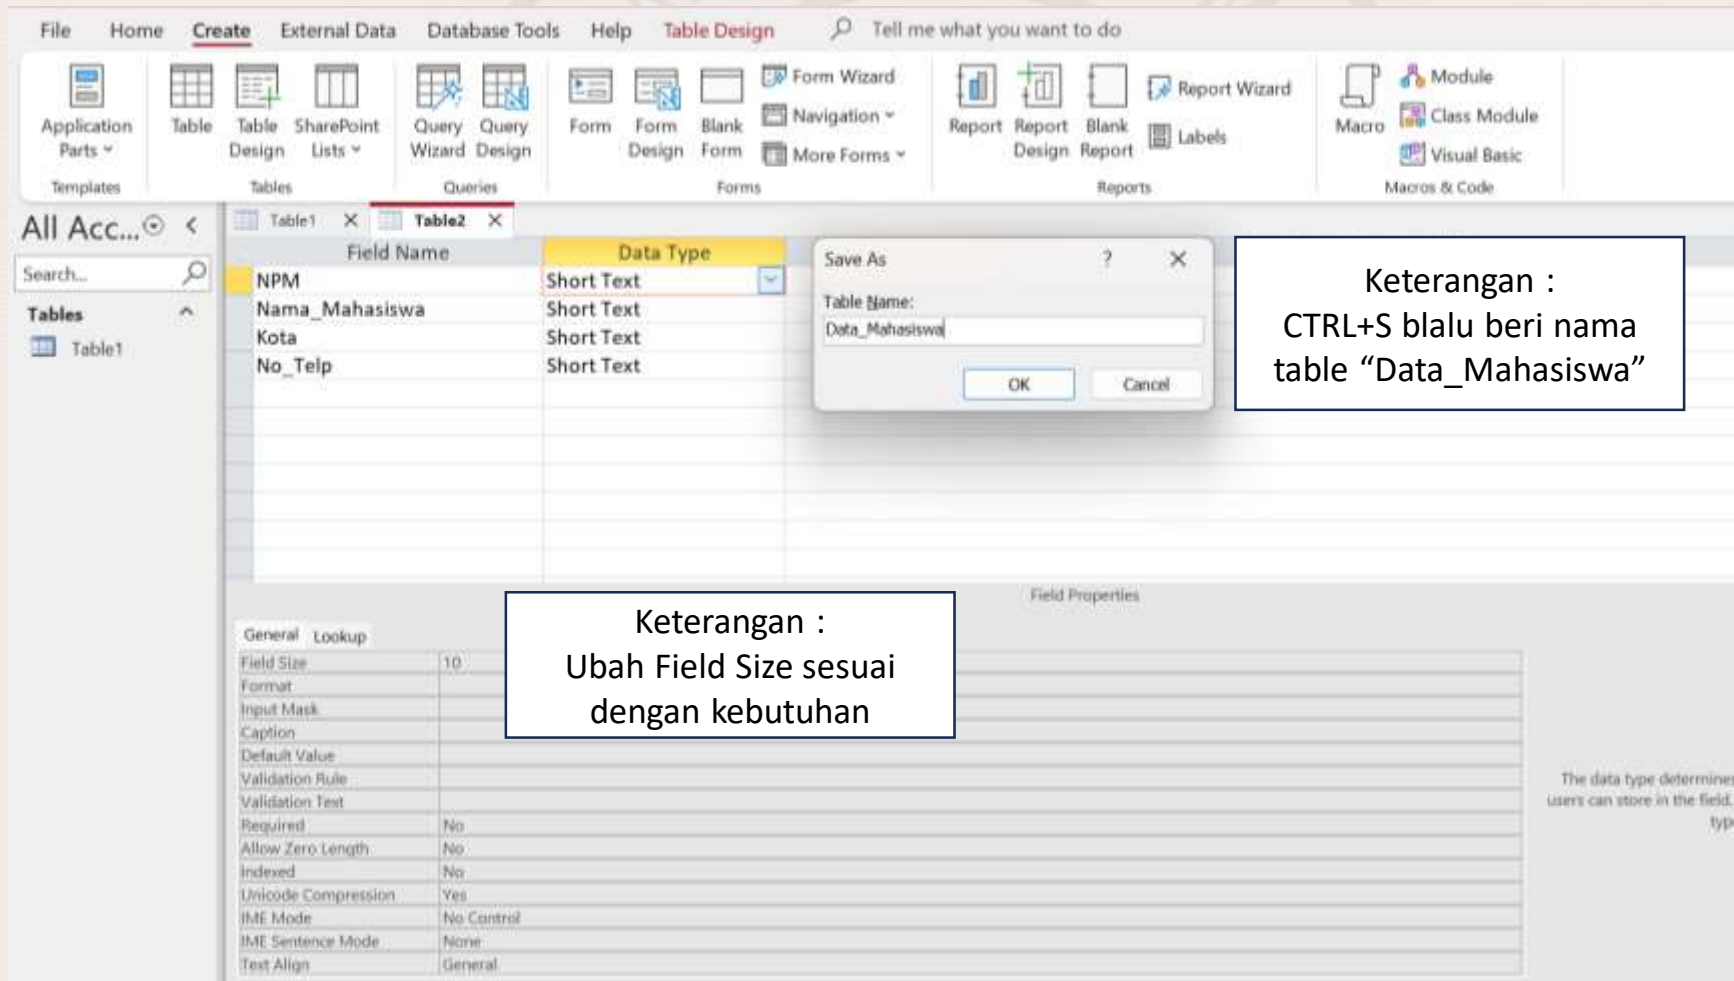 File Home Create External Data Database Tools Help Table Design Tell me what you want to do
Application Parts
Table
Table Design
SharePoint Lists
Query Wizard
Query Design
Form
Form Design
Blank Form
Form Wizard
Navigation
More Forms
Report
Report Design
Blank Report
Report Wizard
Labels
Macro
Module
Class Module
Visual Basic
Templates Tables Queries Forms Reports Macros & Code
All Acc...
Search...
Tables
Table1
Table1 Table2
Field Name Data Type
NPM Short Text
Nama_Mahasiswa Short Text
Kota Short Text
No_Telp Short Text
Save As ?
Table Name:
Data_Mahasiswa
OK Cancel
Keterangan :
CTRL+S blalu beri nama
table “Data_Mahasiswa”
Field Properties
Keterangan :
Ubah Field Size sesuai
dengan kebutuhan
General Lookup
Field Size 10
Format
Input Mask
Caption
Default Value
Validation Rule
Validation Text
Required No
Allow Zero Length No
Indexed No
Unicode Compression Yes
IME Mode No Control
IME Sentence Mode None
Text Align General
The data type determines
users can store in the field.
typ